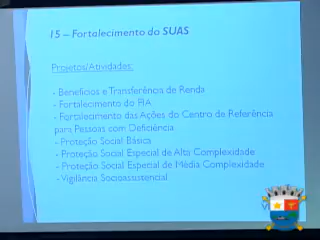 15 – Fortalecimento do SUAS
Projetos/Atividades:
- Benefícios e Transferência de Renda
- Fortalecimento do FIA
- Fortalecimento das Ações do Centro de Referência
para Pessoas com Deficiência
- Proteção Social Básica
- Proteção Social Especial de Alta Complexidade
- Proteção Social Especial de Média Complexidade
- Vigilância Socioassistencial